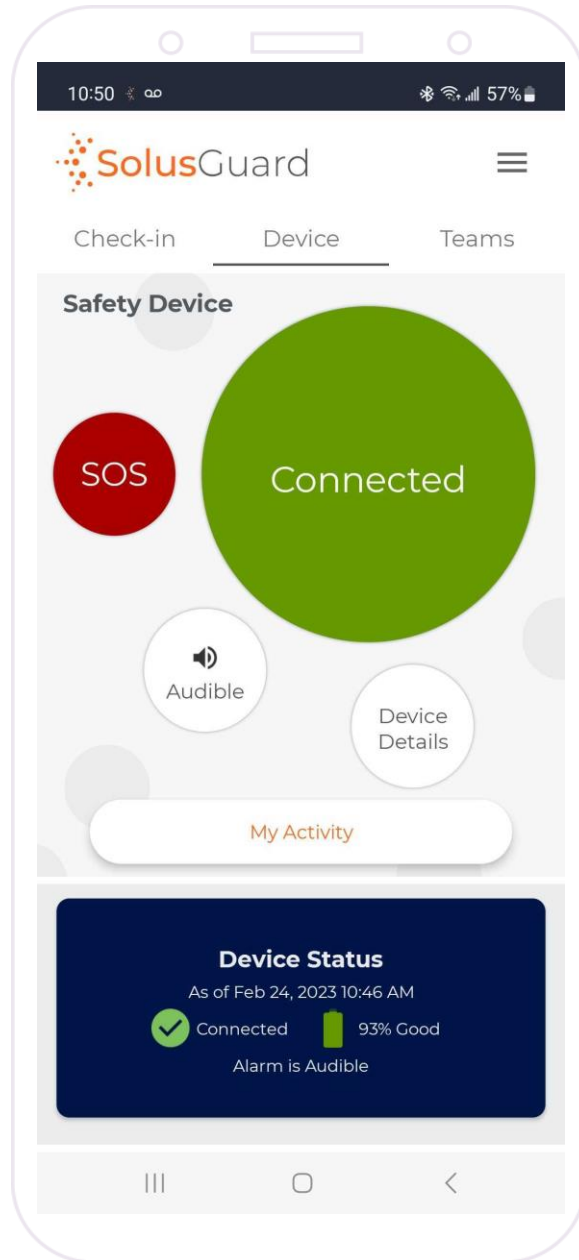 10:50
57%
SolusGuard
Check-in Device Teams
Safety Device
SOS
Connected
Audible
Device
Details
My Activity
Device Status
As of Feb 24, 2023 10:46 AM
Connected 93% Good
Alarm is Audible